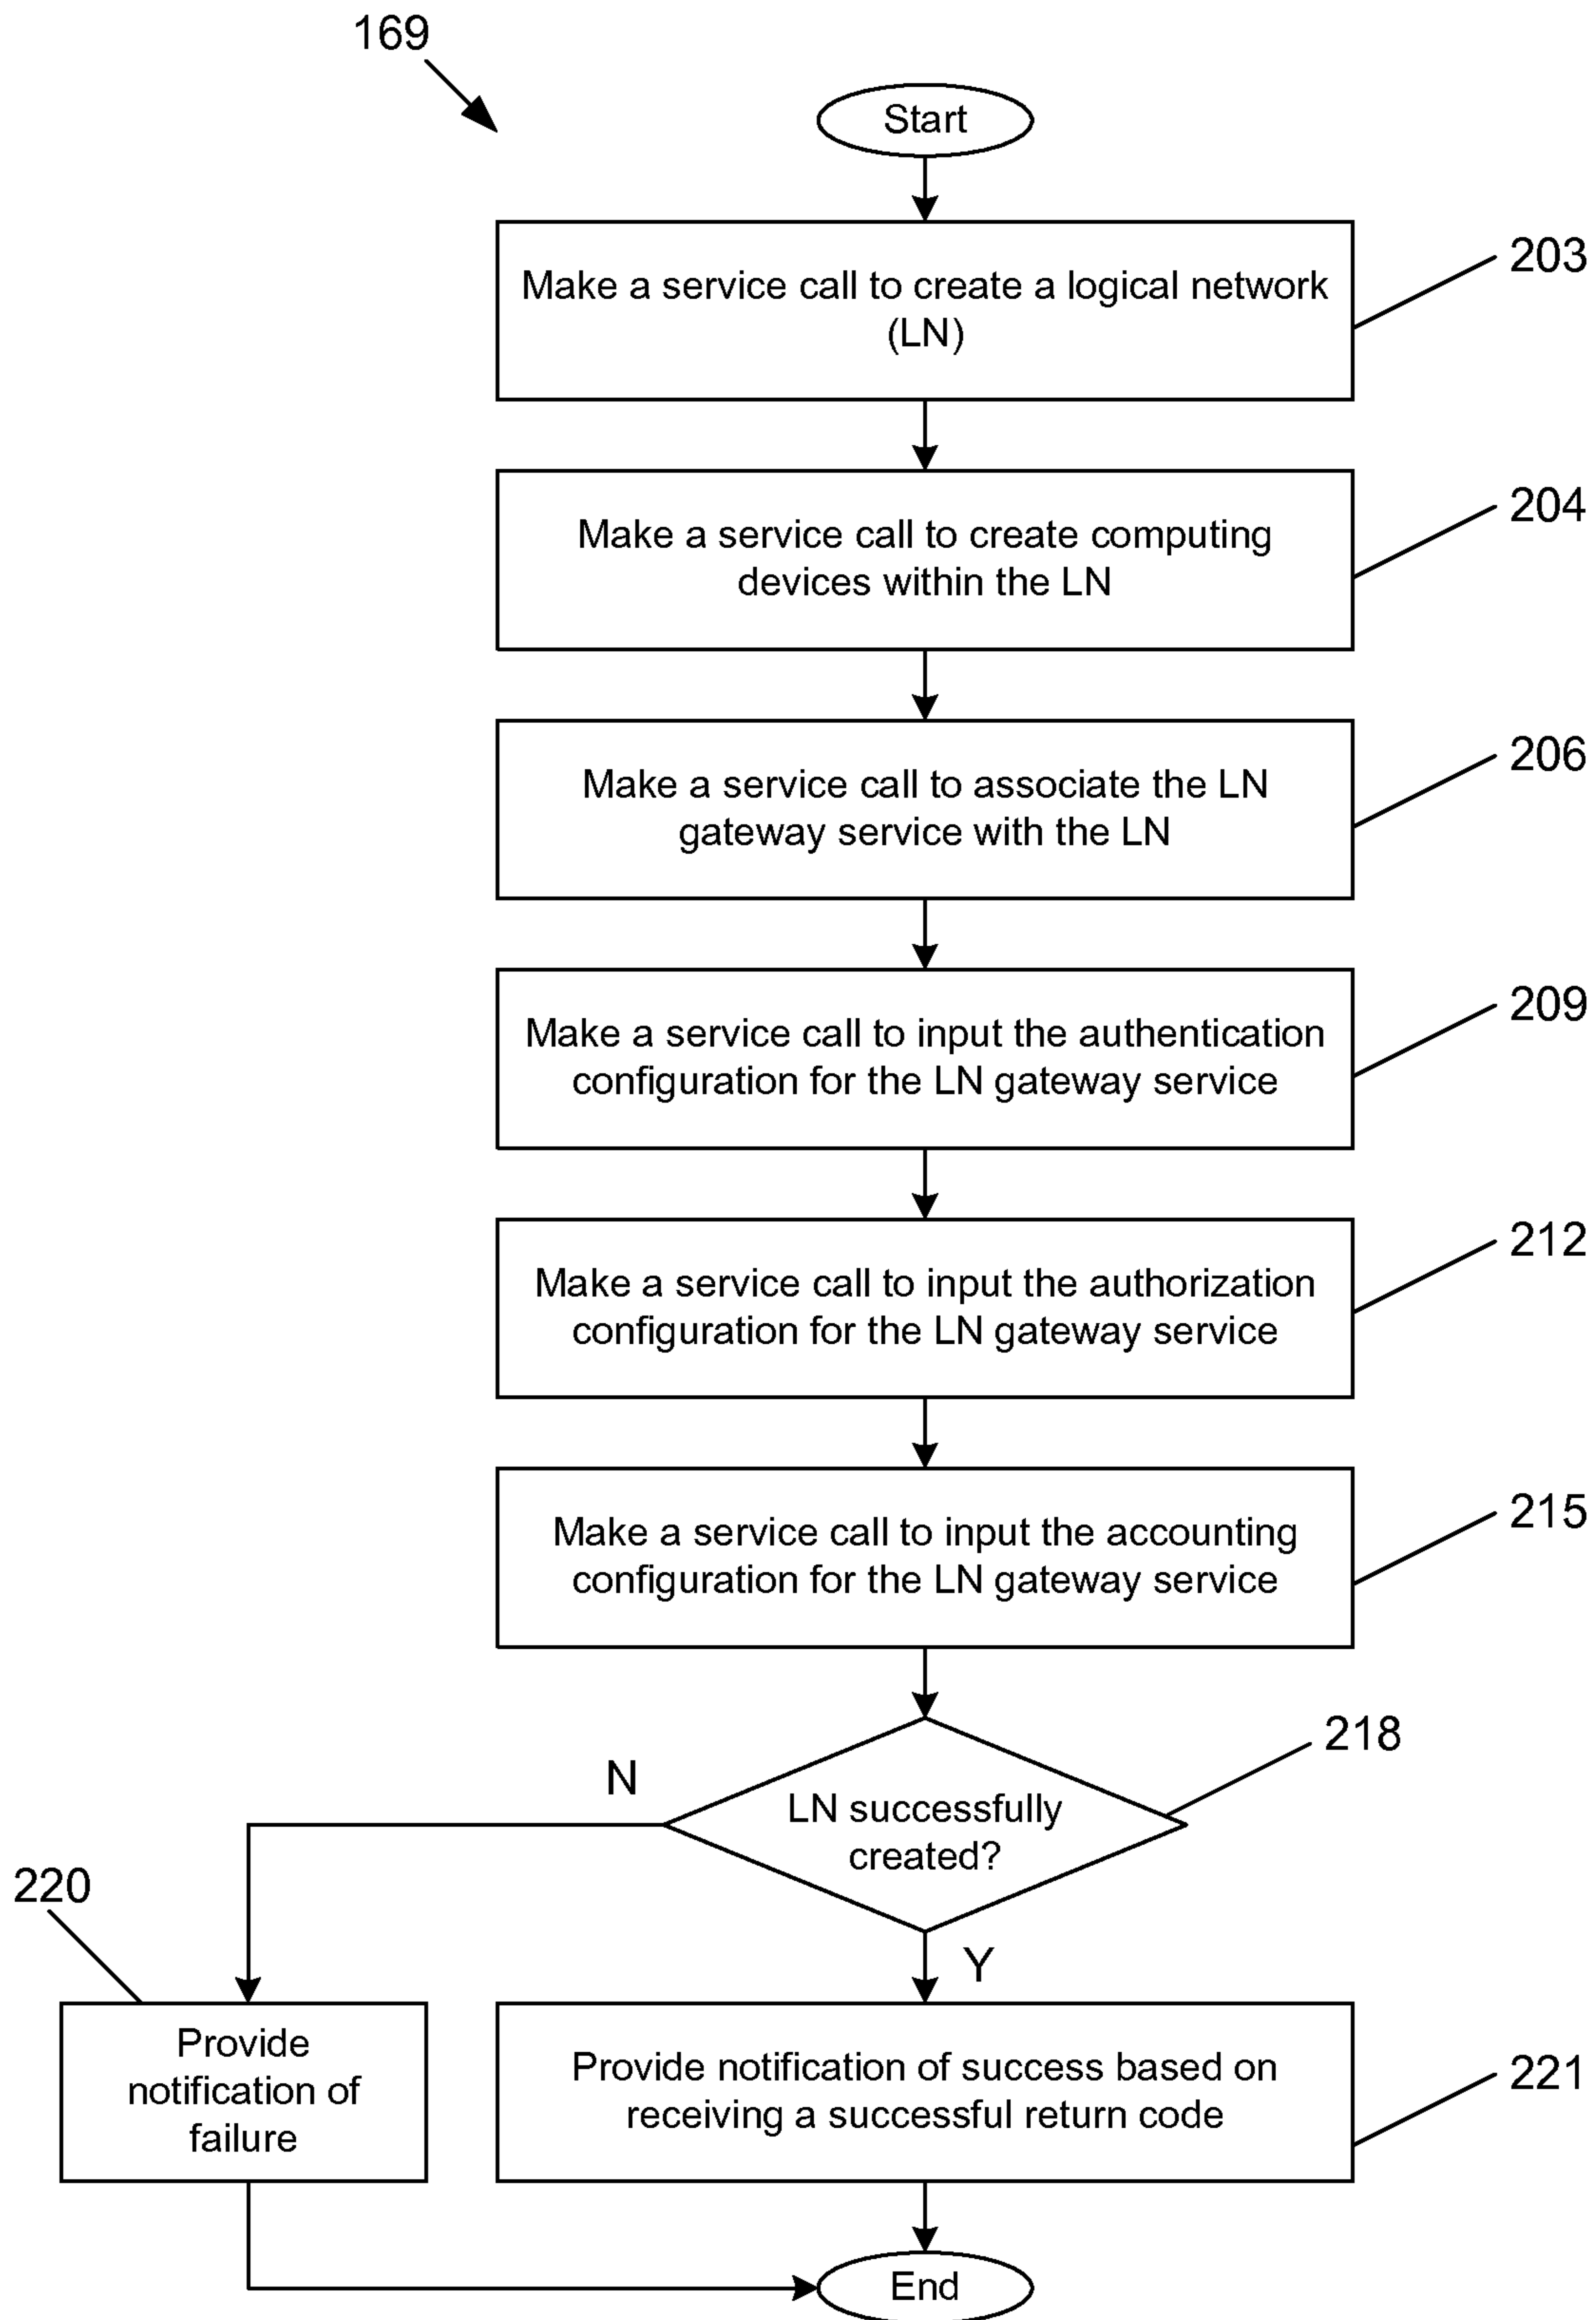 169
Start
Make a service call to create a logical network
(LN)
203
Make a service call to create computing
devices within the LN
204
Make a service call to associate the LN
gateway service with the LN
206
Make a service call to input the authentication
configuration for the LN gateway service
209
Make a service call to input the authorization
configuration for the LN gateway service
212
Make a service call to input the accounting
configuration for the LN gateway service
215
LN successfully
created?
218
N
Y
220
Provide
notification of
failure
Provide notification of success based on
receiving a successful return code
221
End